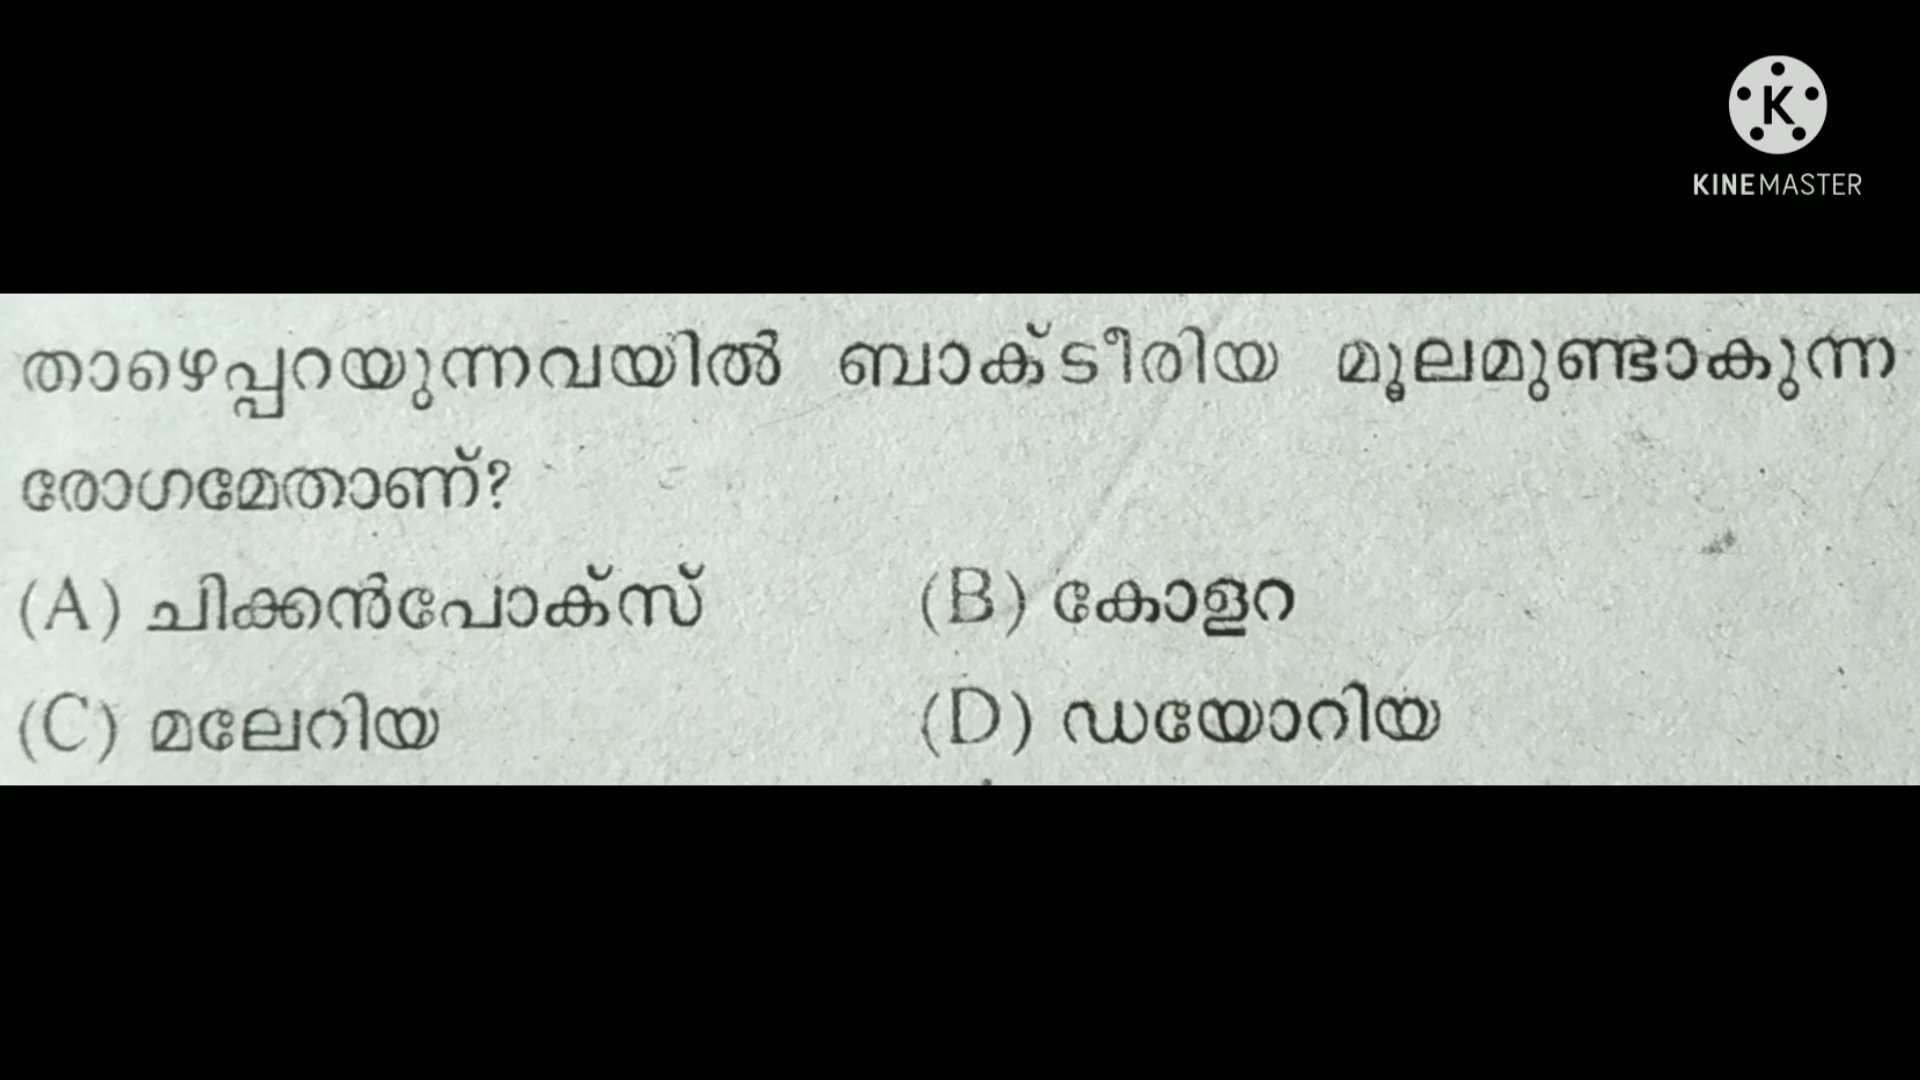 K
KINEMASTER
താഴെപ്പറയുന്നവയിൽ ബാക്ടീരിയ മൂലമുണ്ടാകുന്ന
രോഗമേതാണ്?
(A) ചിക്കൻപോക്സ് (B) കോളറ
(C) മലേറിയ (D) ഡയോറിയ